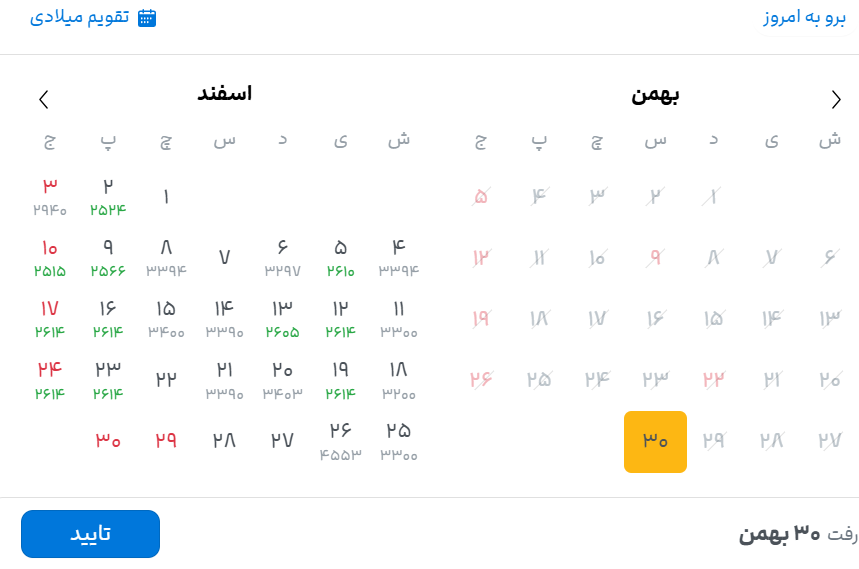 برو به امروز
تقویم میلادی
بهمن
ش ی د س چ پ ج
۱ ۲ ۳ ۴ ۵
۶ ۷ ۸ ۹ ۱۰ ۱۱ ۱۲
۱۳ ۱۴ ۱۵ ۱۶ ۱۷ ۱۸ ۱۹
۲۰ ۲۱ ۲۲ ۲۳ ۲۴ ۲۵ ۲۶
۲۷ ۲۸ ۲۹ ۳۰
اسفند
ش ی د س چ پ ج
۱ ۲ ۳
۲۵۲۴ ۲۹۴۰
۴ ۵ ۶ ۷ ۸ ۹ ۱۰
۳۳۹۴ ۲۶۱۰ ۳۲۹۷ ۳۳۹۴ ۲۵۶۶ ۲۵۱۵
۱۱ ۱۲ ۱۳ ۱۴ ۱۵ ۱۶ ۱۷
۳۳۰۰ ۲۶۱۴ ۲۶۰۵ ۳۳۹۰ ۳۴۰۰ ۲۶۱۴ ۲۶۱۴
۱۸ ۱۹ ۲۰ ۲۱ ۲۲ ۲۳ ۲۴
۳۲۰۰ ۲۶۱۴ ۳۴۰۳ ۳۳۹۰ ۲۶۱۴ ۲۶۱۴
۲۵ ۲۶ ۲۷ ۲۸ ۲۹ ۳۰
۳۳۰۰ ۴۵۵۳
رفت ۳۰ بهمن
تایید